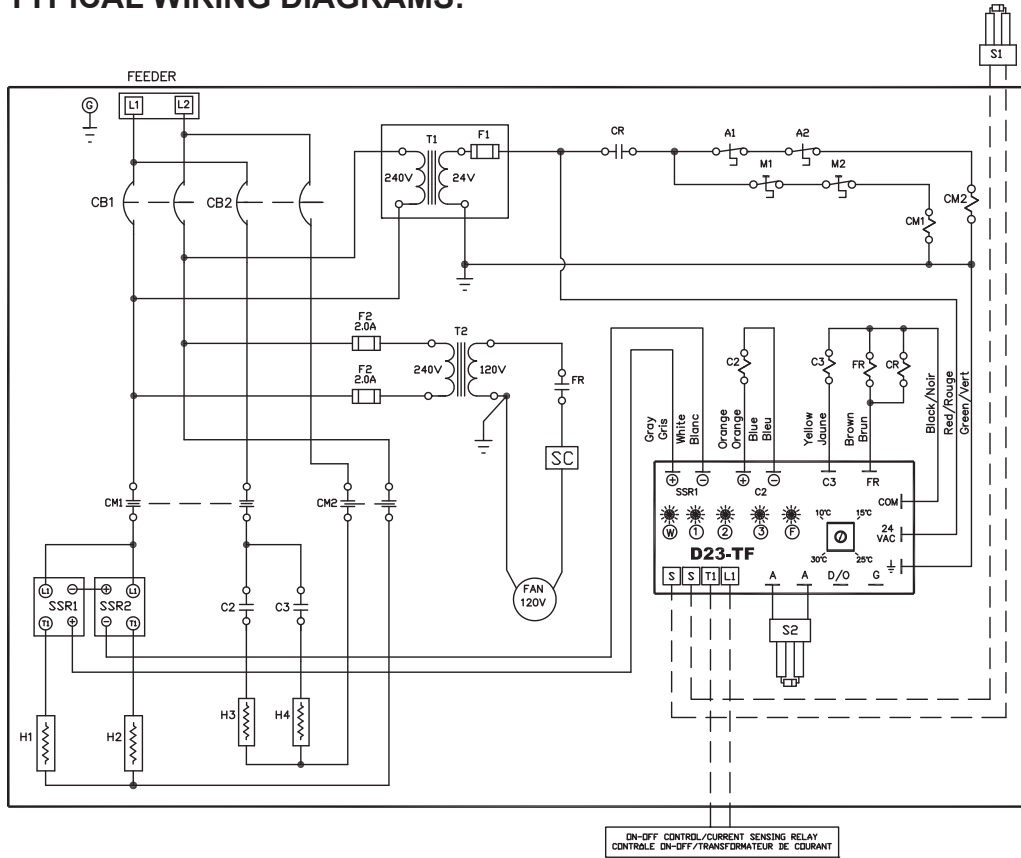 TYPICAL WIRING DIAGRAMS:
S1
FEEDER
G
L1
L2
T1
F1
CR
A1
A2
240V
24V
M1
M2
CB1
CB2
CM2
CM1
F2
2.0A
T2
F2
2.0A
240V
120V
FR
C2
C3
FR
CR
Gray
Gris
White
Blanc
Orange
Orange
Blue
Bleu
Yellow
Jaune
Brown
Brun
Black/Noir
Red/Rouge
Green/Vert
SC
+
-
+
-
C3
FR
SSR1
C2
COM
CM1
CM2
W
1
2
3
F
10°C
15°C
24
VAC
D23-TF
30°C
25°C
S
S
T1
L1
A
A
D/O
G
L1
-
+
L1
SSR1
SSR2
T1
+
-
T1
C2
C3
FAN
120V
S2
H1
H2
H3
H4
ON-OFF CONTROL/CURRENT SENSING RELAY
CONTRÔLE ON-OFF/TRANSFORMATEUR DE COURANT